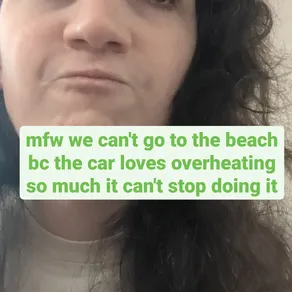 mfw we can't go to the beach
bc the car loves overheating
so much it can't stop doing it